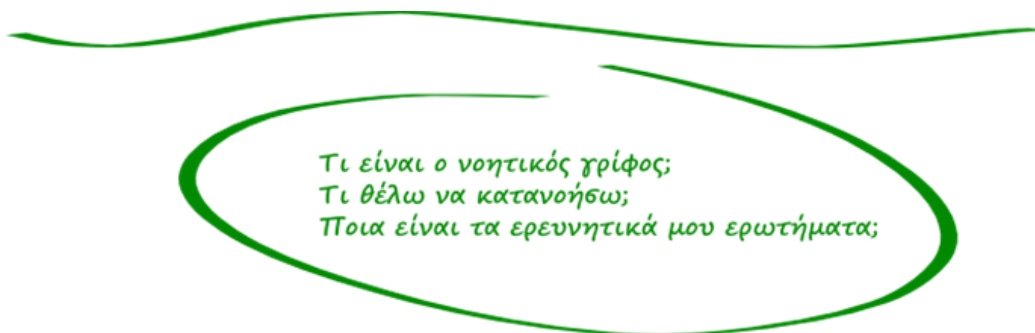 Τι είναι ο νοητικός γρίφος;
Τι θέλω να κατανοήσω;
Ποια είναι τα ερευνητικά μου ερωτήματα;